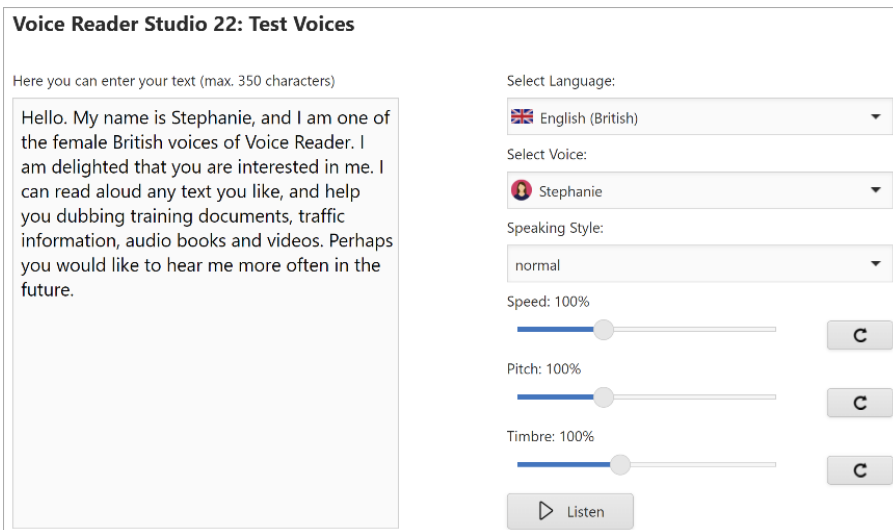 Voice Reader Studio 22: Test Voices
Here you can enter your text (max. 350 characters)
Hello. My name is Stephanie, and I am one of
the female British voices of Voice Reader. I
am delighted that you are interested in me. I
can read aloud any text you like, and help
you dubbing training documents, traffic
information, audio books and videos. Perhaps
you would like to hear me more often in the
future.
Select Language:
English (British)
Select Voice:
Stephanie
Speaking Style:
normal
Speed: 100%
Pitch: 100%
Timbre: 100%
Listen